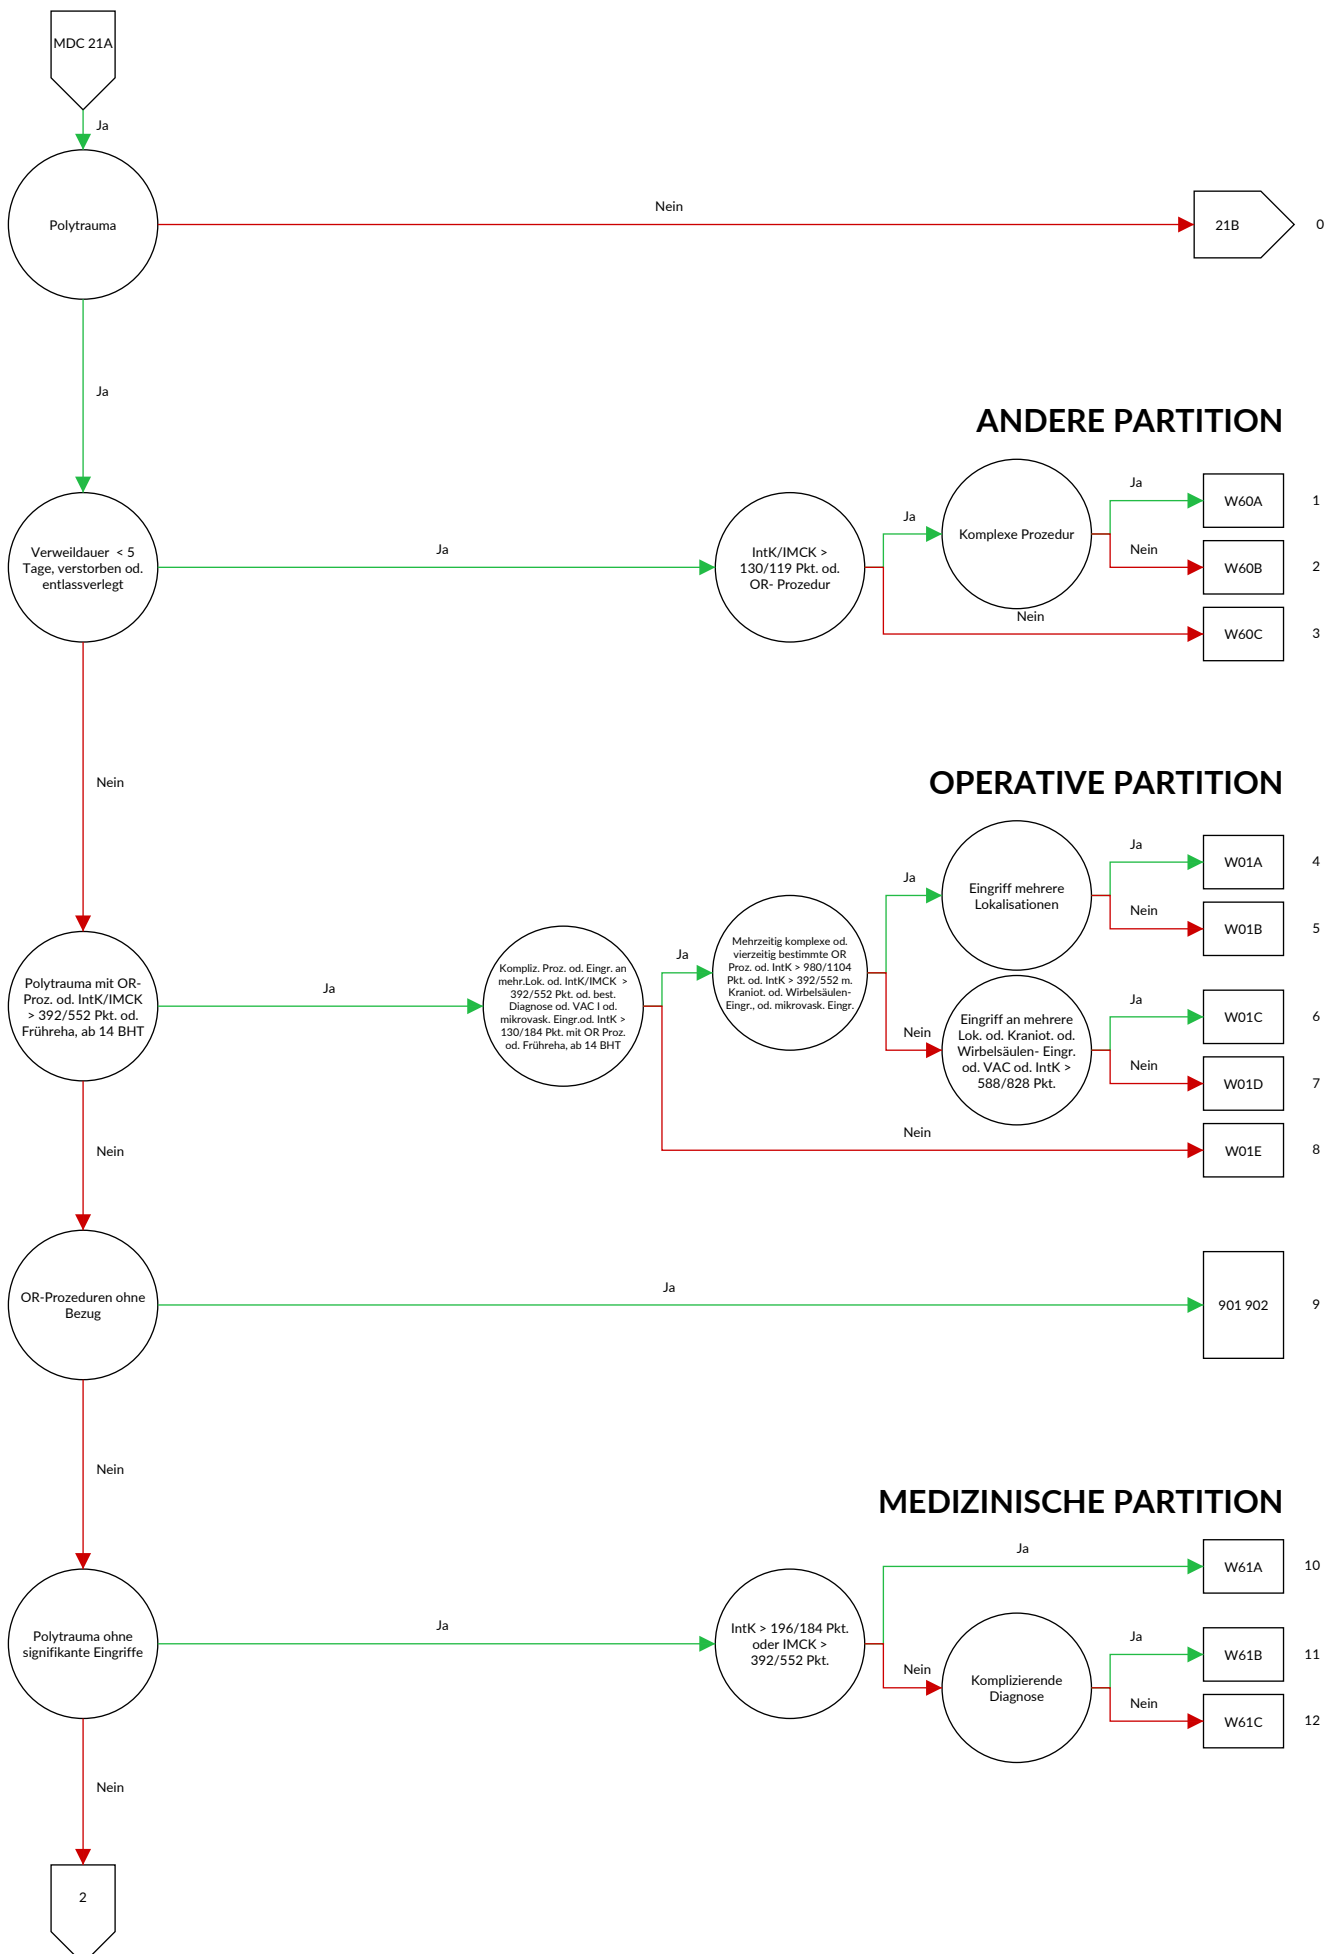 MDC 21A
Ja
Polytrauma
Nein
21B
0
Ja
ANDERE PARTITION
Verweildauer < 5
Tage, verstorben od.
entlassverlegt
Ja
IntK/IMCK >
130/119 Pkt. od.
OR- Prozedur
Ja
Komplexe Prozedur
Ja
W60A
1
Nein
W60B
2
Nein
W60C
3
Nein
OPERATIVE PARTITION
Polytrauma mit OR-
Proz. od. IntK/IMCK
> 392/552 Pkt. od.
Frühreha, ab 14 BHT
Ja
Kompliz. Proz. od. Eingr. an
mehr.Lok. od. IntK/IMCK >
392/552 Pkt. od. best.
Diagnose od. VAC I od.
mikrovask. Eingr.od. IntK >
130/184 Pkt. mit OR Proz.
od. Frühreha, ab 14 BHT
Ja
Mehrzeitig komplexe od.
vierzeitig bestimmte OR
Proz. od. IntK > 980/1104
Pkt. od. IntK > 392/552 m.
Kraniot. od. Wirbelsäulen-
Eingr., od. mikrovask. Eingr.
Ja
Eingriff mehrere
Lokalisationen
Ja
W01A
4
Nein
W01B
5
Nein
Eingriff an mehrere
Lok. od. Kraniot. od.
Wirbelsäulen- Eingr.
od. VAC od. IntK >
588/828 Pkt.
Ja
W01C
6
Nein
W01D
7
Nein
W01E
8
Nein
OR-Prozeduren ohne
Bezug
Ja
901 902
9
Nein
MEDIZINISCHE PARTITION
Polytrauma ohne
signifikante Eingriffe
Ja
IntK > 196/184 Pkt.
oder IMCK >
392/552 Pkt.
Ja
W61A
10
Nein
Komplizierende
Diagnose
Ja
W61B
11
Nein
W61C
12
Nein
2